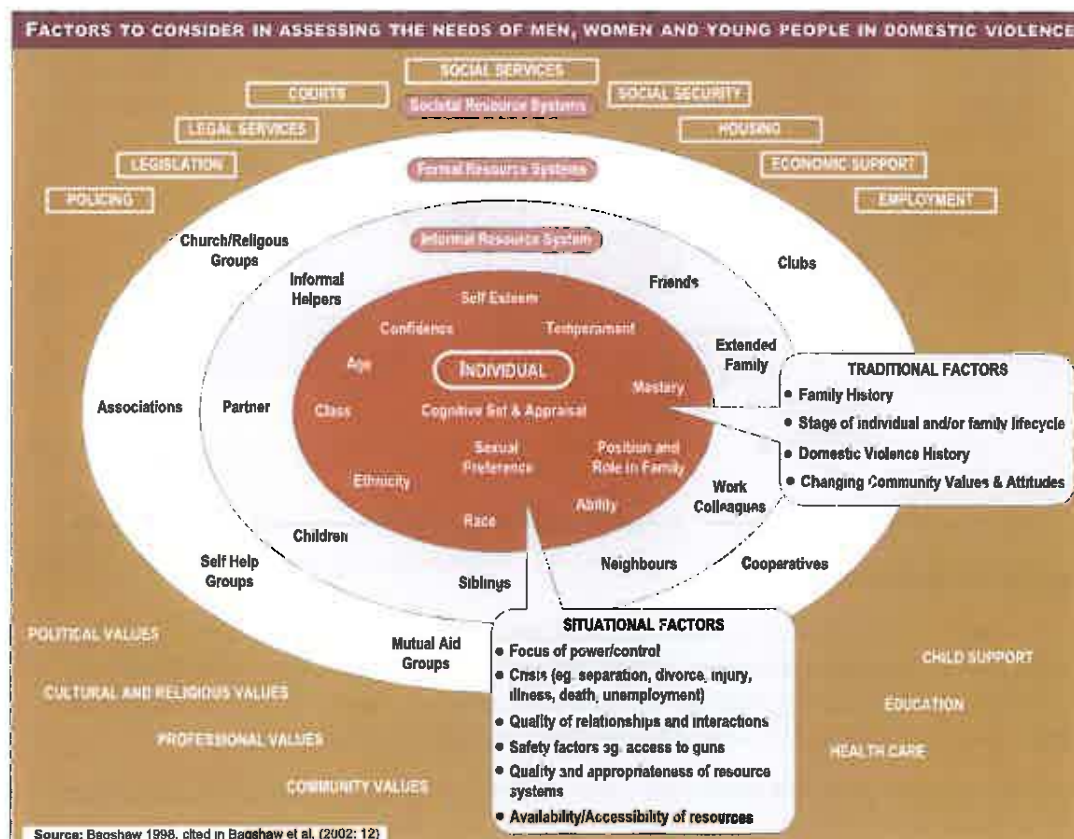 FACTORS TO CONSIDER IN ASSESSING THE NEEDS OF MEN, WOMEN AND YOUNG PEOPLE IN DOMESTIC VIOLENCE
SOCIAL SERVICES
COURTS
Societal Resource Systems
SOCIAL SECURITY
LEGAL SERVICES
HOUSING
LEGISLATION
Formal Resource Systems
ECONOMIC SUPPORT
POLICING
EMPLOYMENT
Church/Religous
Groups
Informal Resource System
Clubs
Informal
Helpers
Friends
Self Esteem
Confidence
Temperament
Age
INDIVIDUAL
Extended
Family
Mastery
Associations
Partner
Class
Cognitive Set & Appraisal
Sexual
Preference
Position and
Role in Family
Ethnicity
Ability
Race
Work
Colleagues
Children
Siblings
Neighbours
Cooperatives
Self Help
Groups
Mutual Aid
Groups
TRADITIONAL FACTORS
• Family History
• Stage of individual and/or family lifecycle
• Domestic Violence History
• Changing Community Values & Attitudes
SITUATIONAL FACTORS
• Focus of power/control
• Crisis (eg. separation, divorce, injury,
illness, death, unemployment)
• Quality of relationships and interactions
• Safety factors eg. access to guns
• Quality and appropriateness of resource
systems
• Availability/Accessibility of resources
POLITICAL VALUES
CULTURAL AND RELIGIOUS VALUES
PROFESSIONAL VALUES
COMMUNITY VALUES
CHILD SUPPORT
EDUCATION
HEALTH CARE
Source: Bagshaw 1998, cited in Bagshaw et al. (2002: 12)